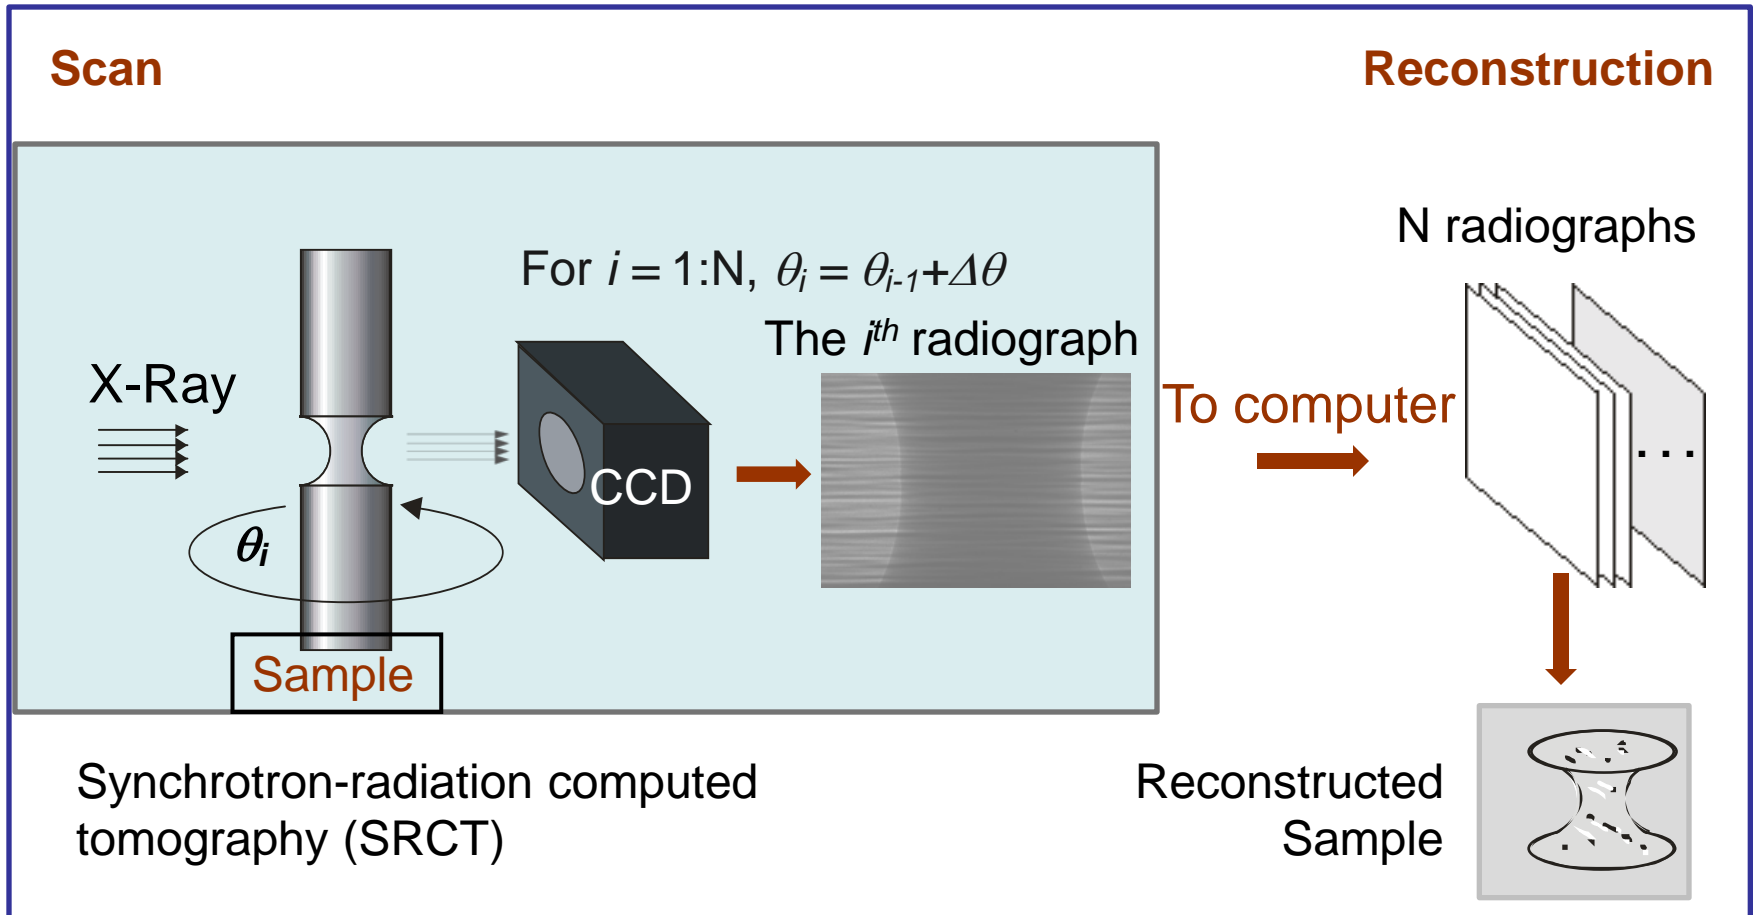 Scan
Reconstruction
N radiographs
For i = 1:N, θi = θi-1+Δθ
The ith radiograph
X-Ray
To computer
...
CCD
θi
Sample
Synchrotron-radiation computed
tomography (SRCT)
Reconstructed
Sample